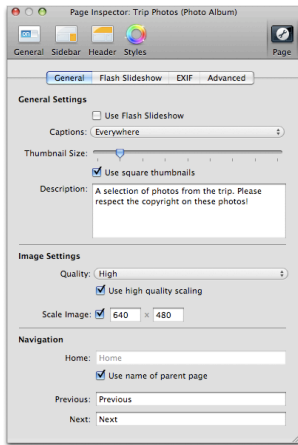 Page Inspector: Trip Photos (Photo Album)
General Sidebar Header Styles Page
General Flash Slideshow EXIF Advanced
General Settings
Use Flash Slideshow
Captions: Everywhere
Thumbnail Size:
Use square thumbnails
Description: A selection of photos from the trip. Please
respect the copyright on these photos!
Image Settings
Quality: High
Use high quality scaling
Scale Image: 640 × 480
Navigation
Home: Home
Use name of parent page
Previous: Previous
Next: Next